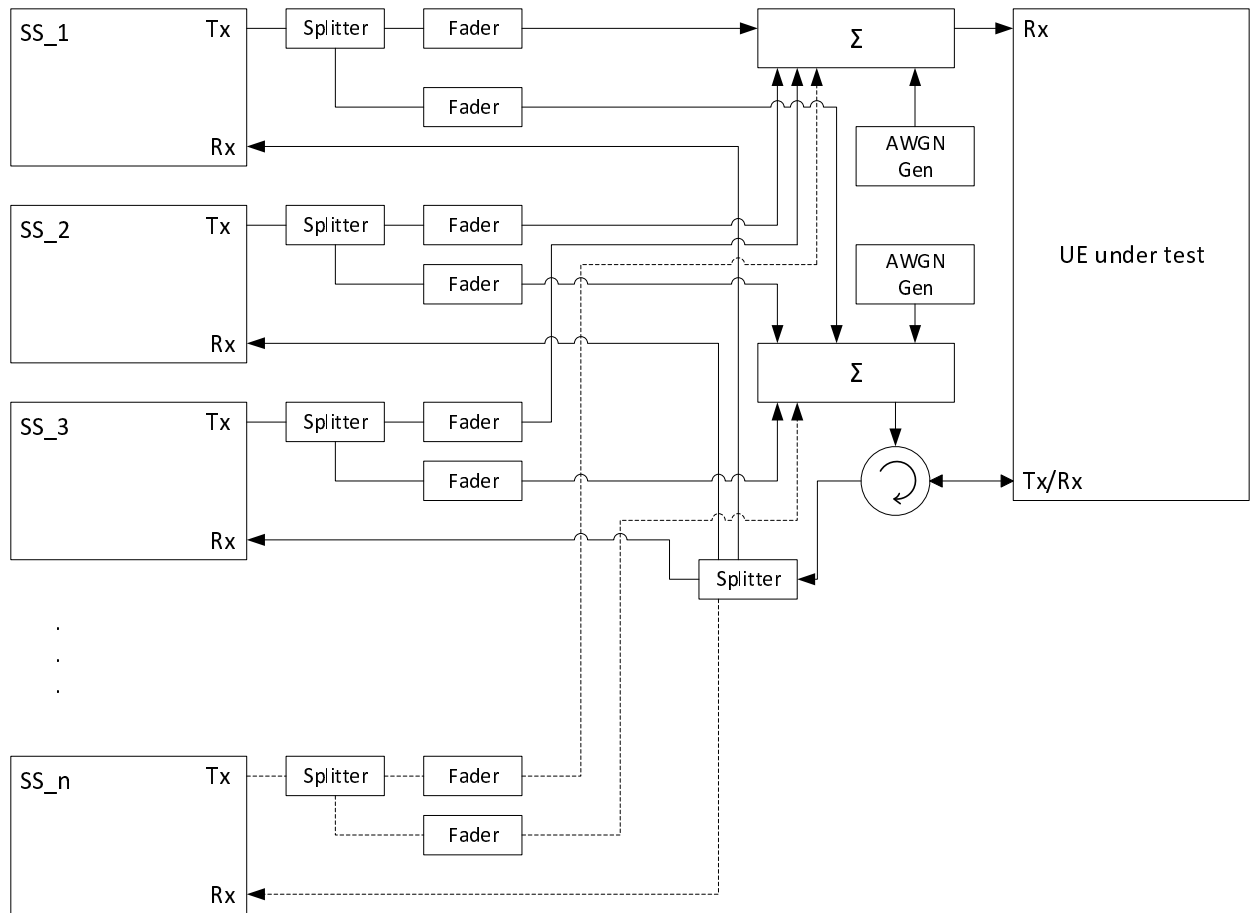 SS_1
Tx
Splitter
Fader
Σ
Rx
Fader
Rx
AWGN
Gen
SS_2
Tx
Splitter
Fader
UE under test
Fader
AWGN
Gen
Rx
Σ
SS_3
Tx
Splitter
Fader
Fader
Tx/Rx
Rx
Splitter
.
.
.
SS_n
Tx
Splitter
Fader
Fader
Rx